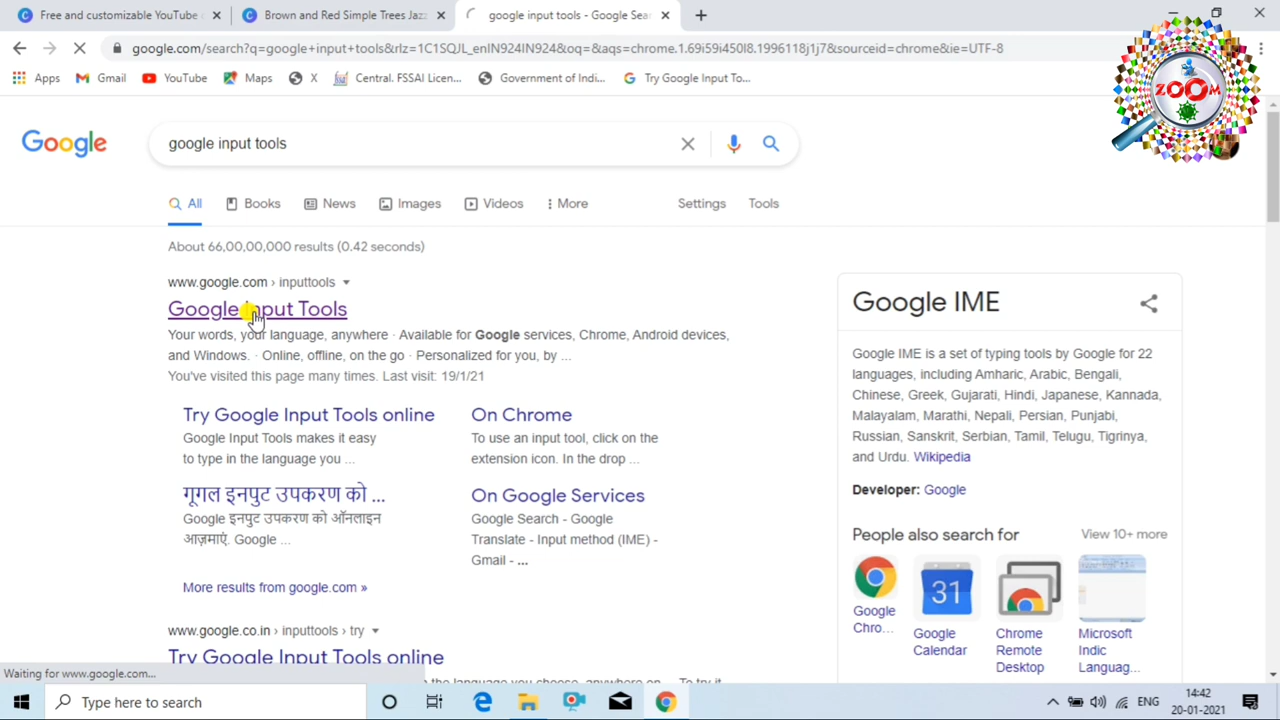 Free and customizable YouTube
Brown and Red Simple Trees Jazz
google input tools - Google Sea
google.com/search?q=google+input+tools&rlz=1C1SQJL_enIN924IN924&oq=&aqs=chrome.1.69i59i450l8.1996118j1j7&sourceid=chrome&ie=UTF-8
Apps Gmail YouTube Maps X Central. FSSAI Licen... Government of Indi... Try Google Input To...
ZOOM
Google google input tools
All Books News Images Videos More Settings Tools
About 66,00,00,000 results (0.42 seconds)
www.google.com › inputtools
Google Input Tools
Your words, your language, anywhere · Available for Google services, Chrome, Android devices,
and Windows. · Online, offline, on the go · Personalized for you, by ...
You've visited this page many times. Last visit: 19/1/21
Try Google Input Tools online
Google Input Tools makes it easy
to type in the language you ...
On Chrome
To use an input tool, click on the
extension icon. In the drop ...
गूगल इनपुट उपकरण को ...
Google इनपुट उपकरण को ऑनलाइन
आज़माएं. Google ...
On Google Services
Google Search - Google
Translate - Input method (IME) -
Gmail - ...
More results from google.com »
www.google.co.in › inputtools › try
Try Google Input Tools online
Google IME
Google IME is a set of typing tools by Google for 22
languages, including Amharic, Arabic, Bengali,
Chinese, Greek, Gujarati, Hindi, Japanese, Kannada,
Malayalam, Marathi, Nepali, Persian, Punjabi,
Russian, Sanskrit, Serbian, Tamil, Telugu, Tigrinya,
and Urdu. Wikipedia
Developer: Google
People also search for View 10+ more
Google
Chro...
Google
Calendar
Chrome
Remote
Desktop
Microsoft
Indic
Languag...
Waiting for www.google.com...
Type here to search
ENG
14:42
20-01-2021